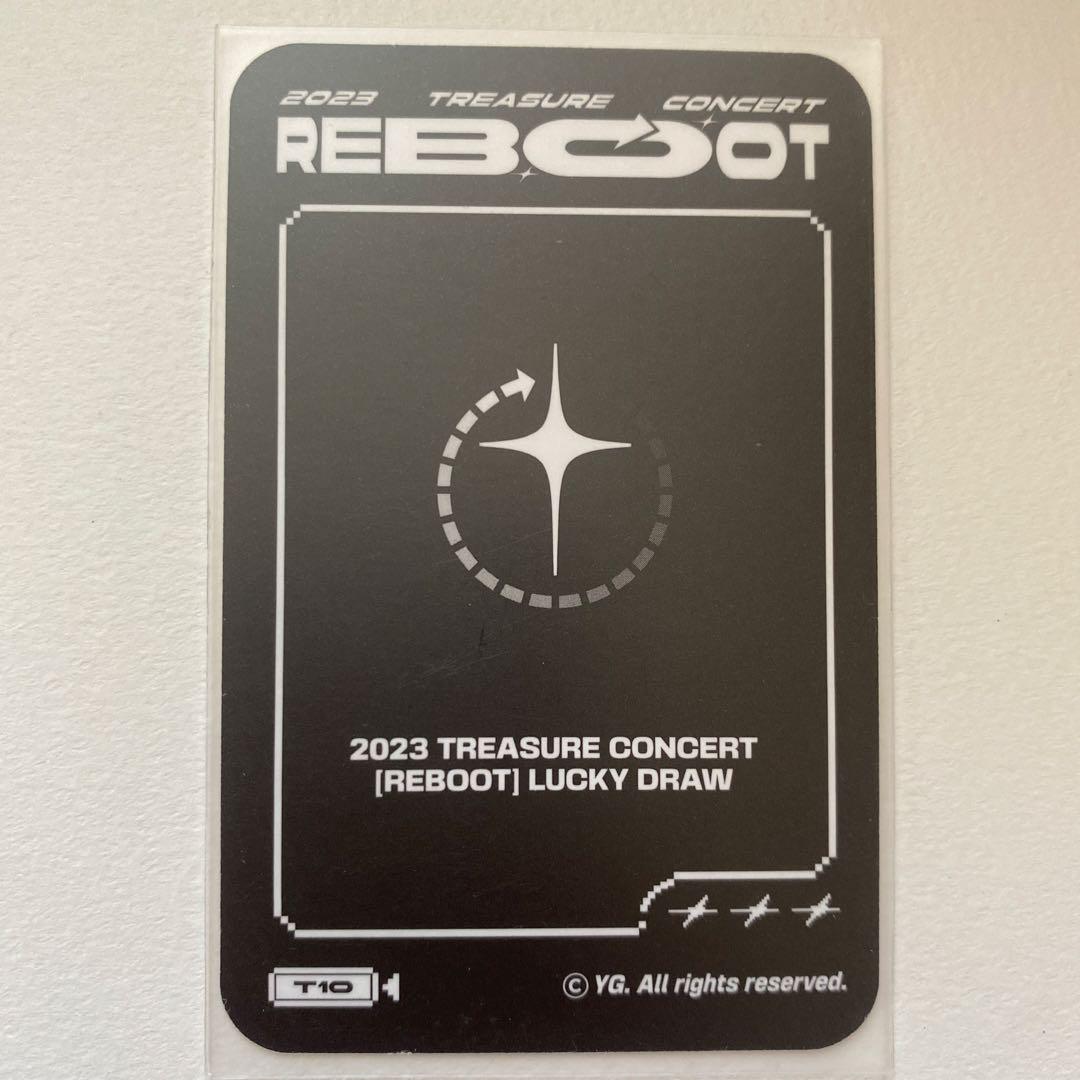 2023 TREASURE CONCERT
REBOOT
2023 TREASURE CONCERT
[REBOOT] LUCKY DRAW
T10
© YG. All rights reserved.